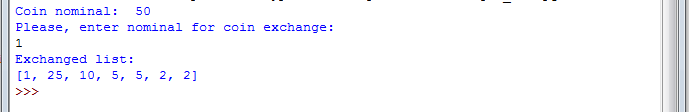 Coin nominal:  50
Please, enter nominal for coin exchange:
1
Exchanged list:
[1, 25, 10, 5, 5, 2, 2]
>>>